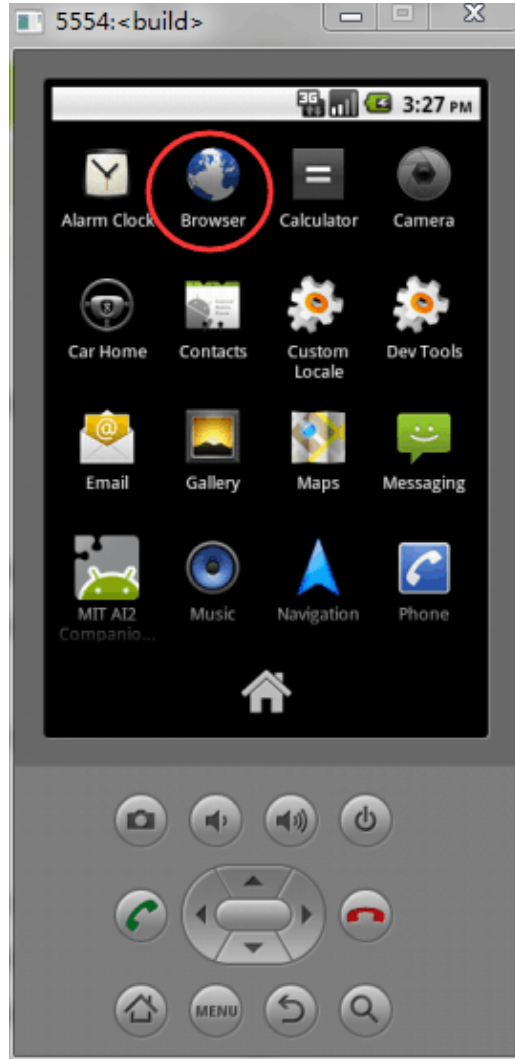 5554:<build>
3G 3:27 PM
Alarm Clock Browser Calculator Camera
Car Home Contacts Custom Locale Dev Tools
Email Gallery Maps Messaging
MIT AI2 Companio... Music Navigation Phone
MENU